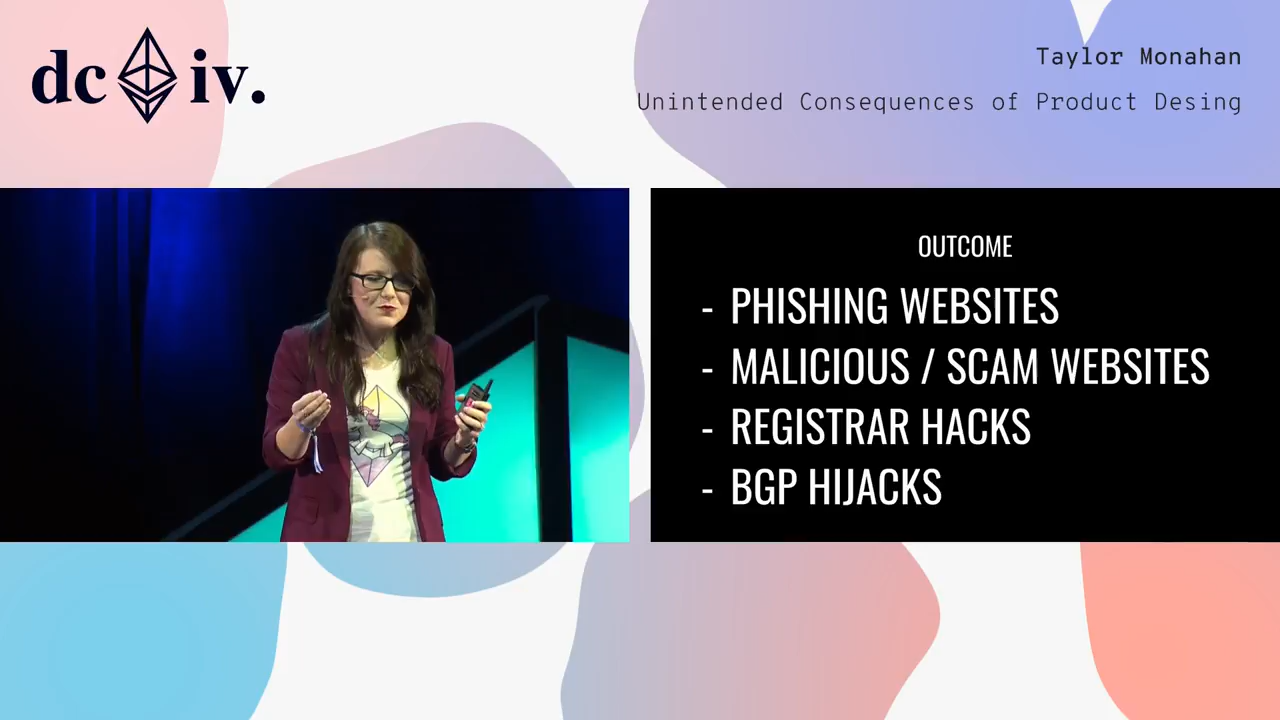 dc iv.
Taylor Monahan
Unintended Consequences of Product Desing
OUTCOME
- PHISHING WEBSITES
- MALICIOUS / SCAM WEBSITES
- REGISTRAR HACKS
- BGP HIJACKS